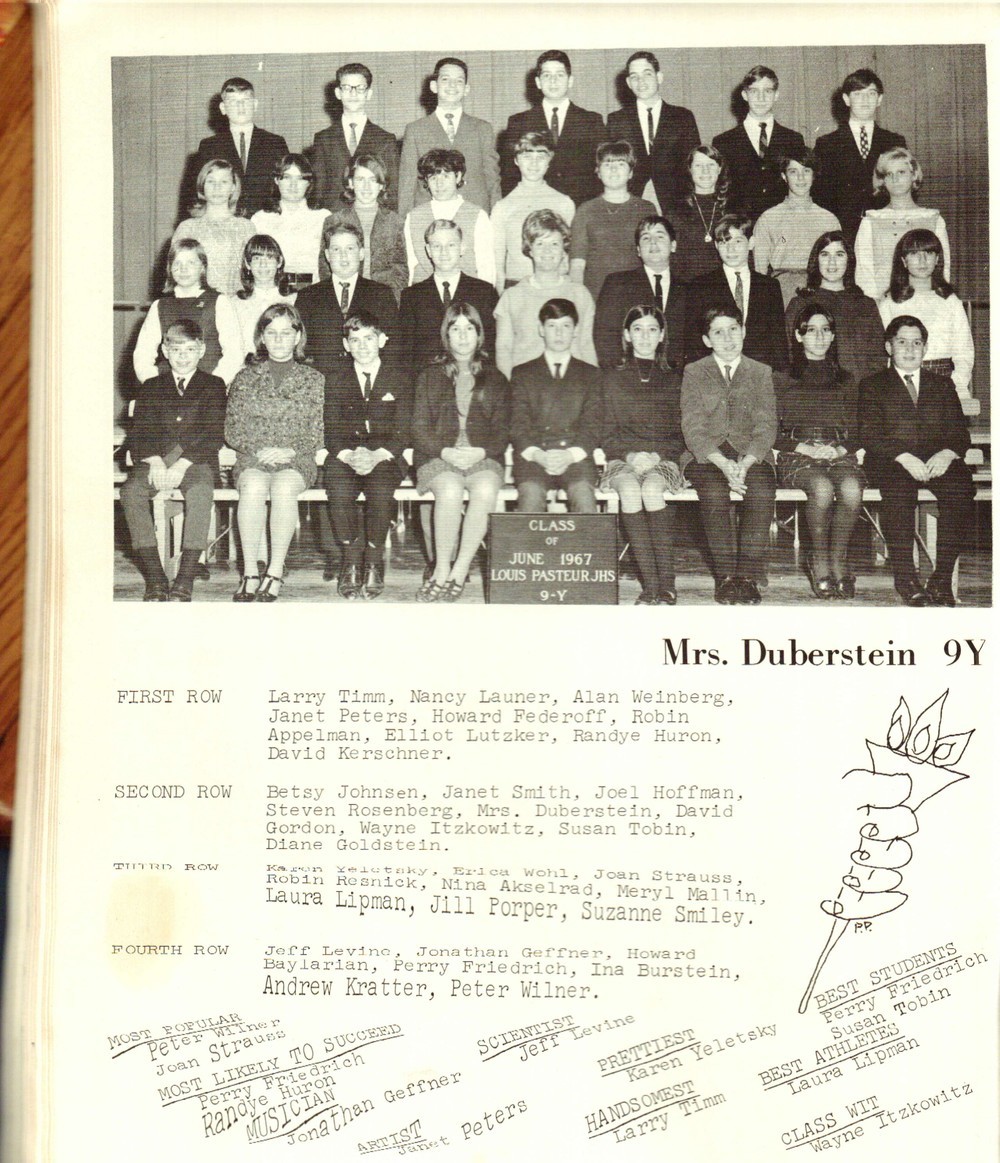 CLASS
OF
JUNE 1967
LOUIS PASTEUR JHS
9-Y
Mrs. Duberstein 9Y
FIRST ROW Larry Timm, Nancy Launer, Alan Weinberg,
Janet Peters, Howard Federoff, Robin
Appelman, Elliot Lutzker, Randye Huron,
David Kerschner.
SECOND ROW Betsy Johnsen, Janet Smith, Joel Hoffman,
Steven Rosenberg, Mrs. Duberstein, David
Gordon, Wayne Itzkowitz, Susan Tobin,
Diane Goldstein.
THIRD ROW Karen Yeletsky, Erica Wohl, Joan Strauss,
Robin Resnick, Nina Akselrad, Meryl Mallin,
Laura Lipman, Jill Porper, Suzanne Smiley.
FOURTH ROW Jeff Levine, Jonathan Geffner, Howard
Baylarian, Perry Friedrich, Ina Burstein,
Andrew Kratter, Peter Wilner.
P.P.
MOST POPULAR
Peter Wilner
Joan Strauss
MOST LIKELY TO SUCCEED
Perry Friedrich
Randye Huron
MUSICIAN
Jonathan Geffner
ARTIST
Janet Peters
SCIENTIST
Jeff Levine
PRETTIEST
Karen Yeletsky
HANDSOMEST
Larry Timm
BEST STUDENTS
Perry Friedrich
Susan Tobin
BEST ATHLETES
Laura Lipman
CLASS WIT
Wayne Itzkowitz